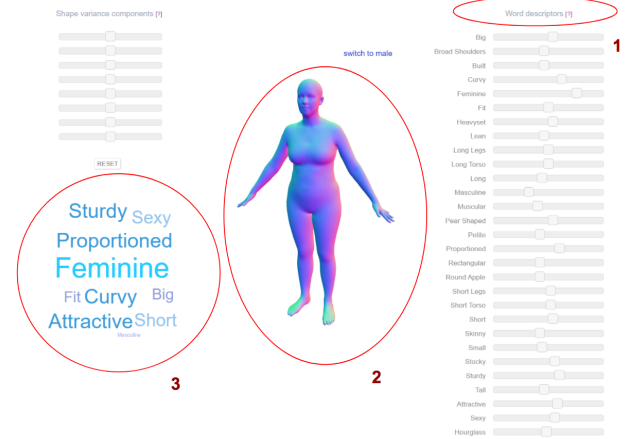 Shape variance components [?]
RESET
Sturdy Sexy
Proportioned
Feminine
Fit Curvy Big
Attractive Short
Masculine
3
switch to male
2
Word descriptors [?]
1
Big
Broad Shoulders
Built
Curvy
Feminine
Fit
Heavyset
Lean
Long Legs
Long Torso
Long
Masculine
Muscular
Pear Shaped
Petite
Proportioned
Rectangular
Round Apple
Short Legs
Short Torso
Short
Skinny
Small
Stocky
Sturdy
Tall
Attractive
Sexy
Hourglass